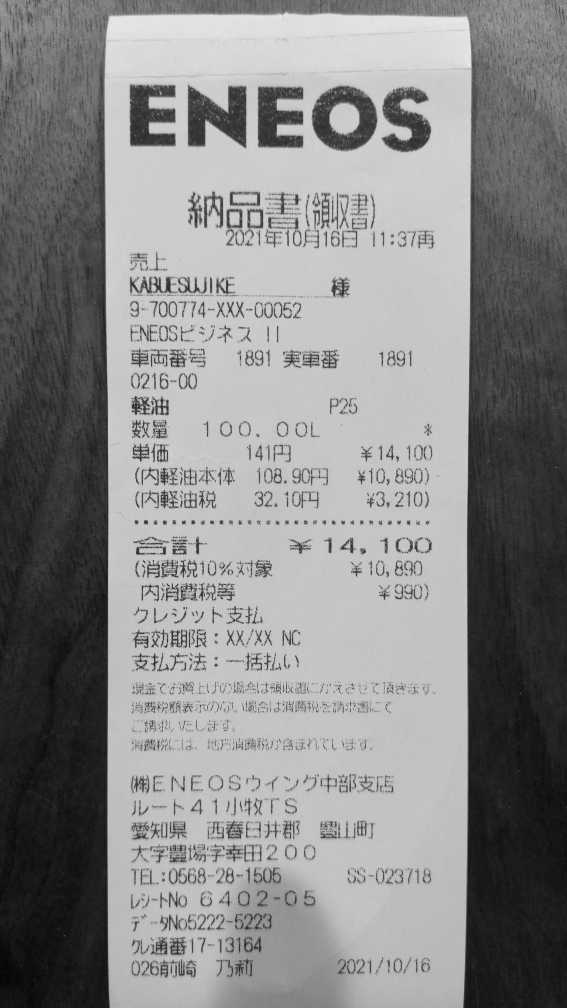 ENEOS
納品書(領収書)
2021年10月16日 11:37再
売上
KABUESUJIKE 様
9-700774-XXX-00052
ENEOSビジネス II
車両番号 1891 実車番 1891
0216-00
軽油 P25
数量 100.00L *
単価 141円 ¥14,100
(内軽油本体 108.90円 ¥10,890)
(内軽油税 32.10円 ¥3,210)
合計 ¥14,100
(消費税10%対象 ¥10,890
内消費税等 ¥990)
クレジット支払
有効期限:XX/XX NC
支払方法:一括払い
現金でお買上げの場合は領収書にかえさせて頂きます。
消費税額表示のない場合は消費税を請求書にて
ご請求いたします。
消費税には、地方消費税が含まれています。
㈱ENEOSウイング中部支店
ルート41小牧TS
愛知県 西春日井郡 豊山町
大字豊場字幸田200
TEL:0568-28-1505 SS-023718
レシートNo 6402-05
データNo5222-5223
クレ通番17-13164
026前崎 乃莉 2021/10/16